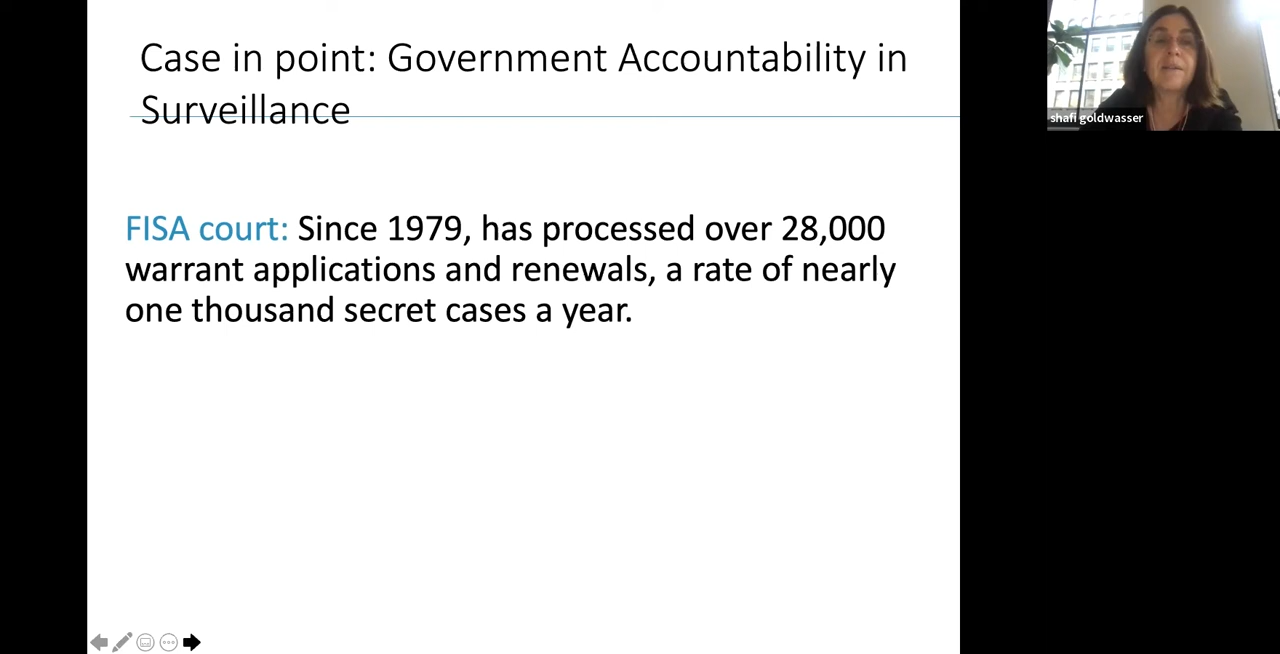 Case in point: Government Accountability in
Surveillance
shafi goldwasser
FISA court: Since 1979, has processed over 28,000
warrant applications and renewals, a rate of nearly
one thousand secret cases a year.